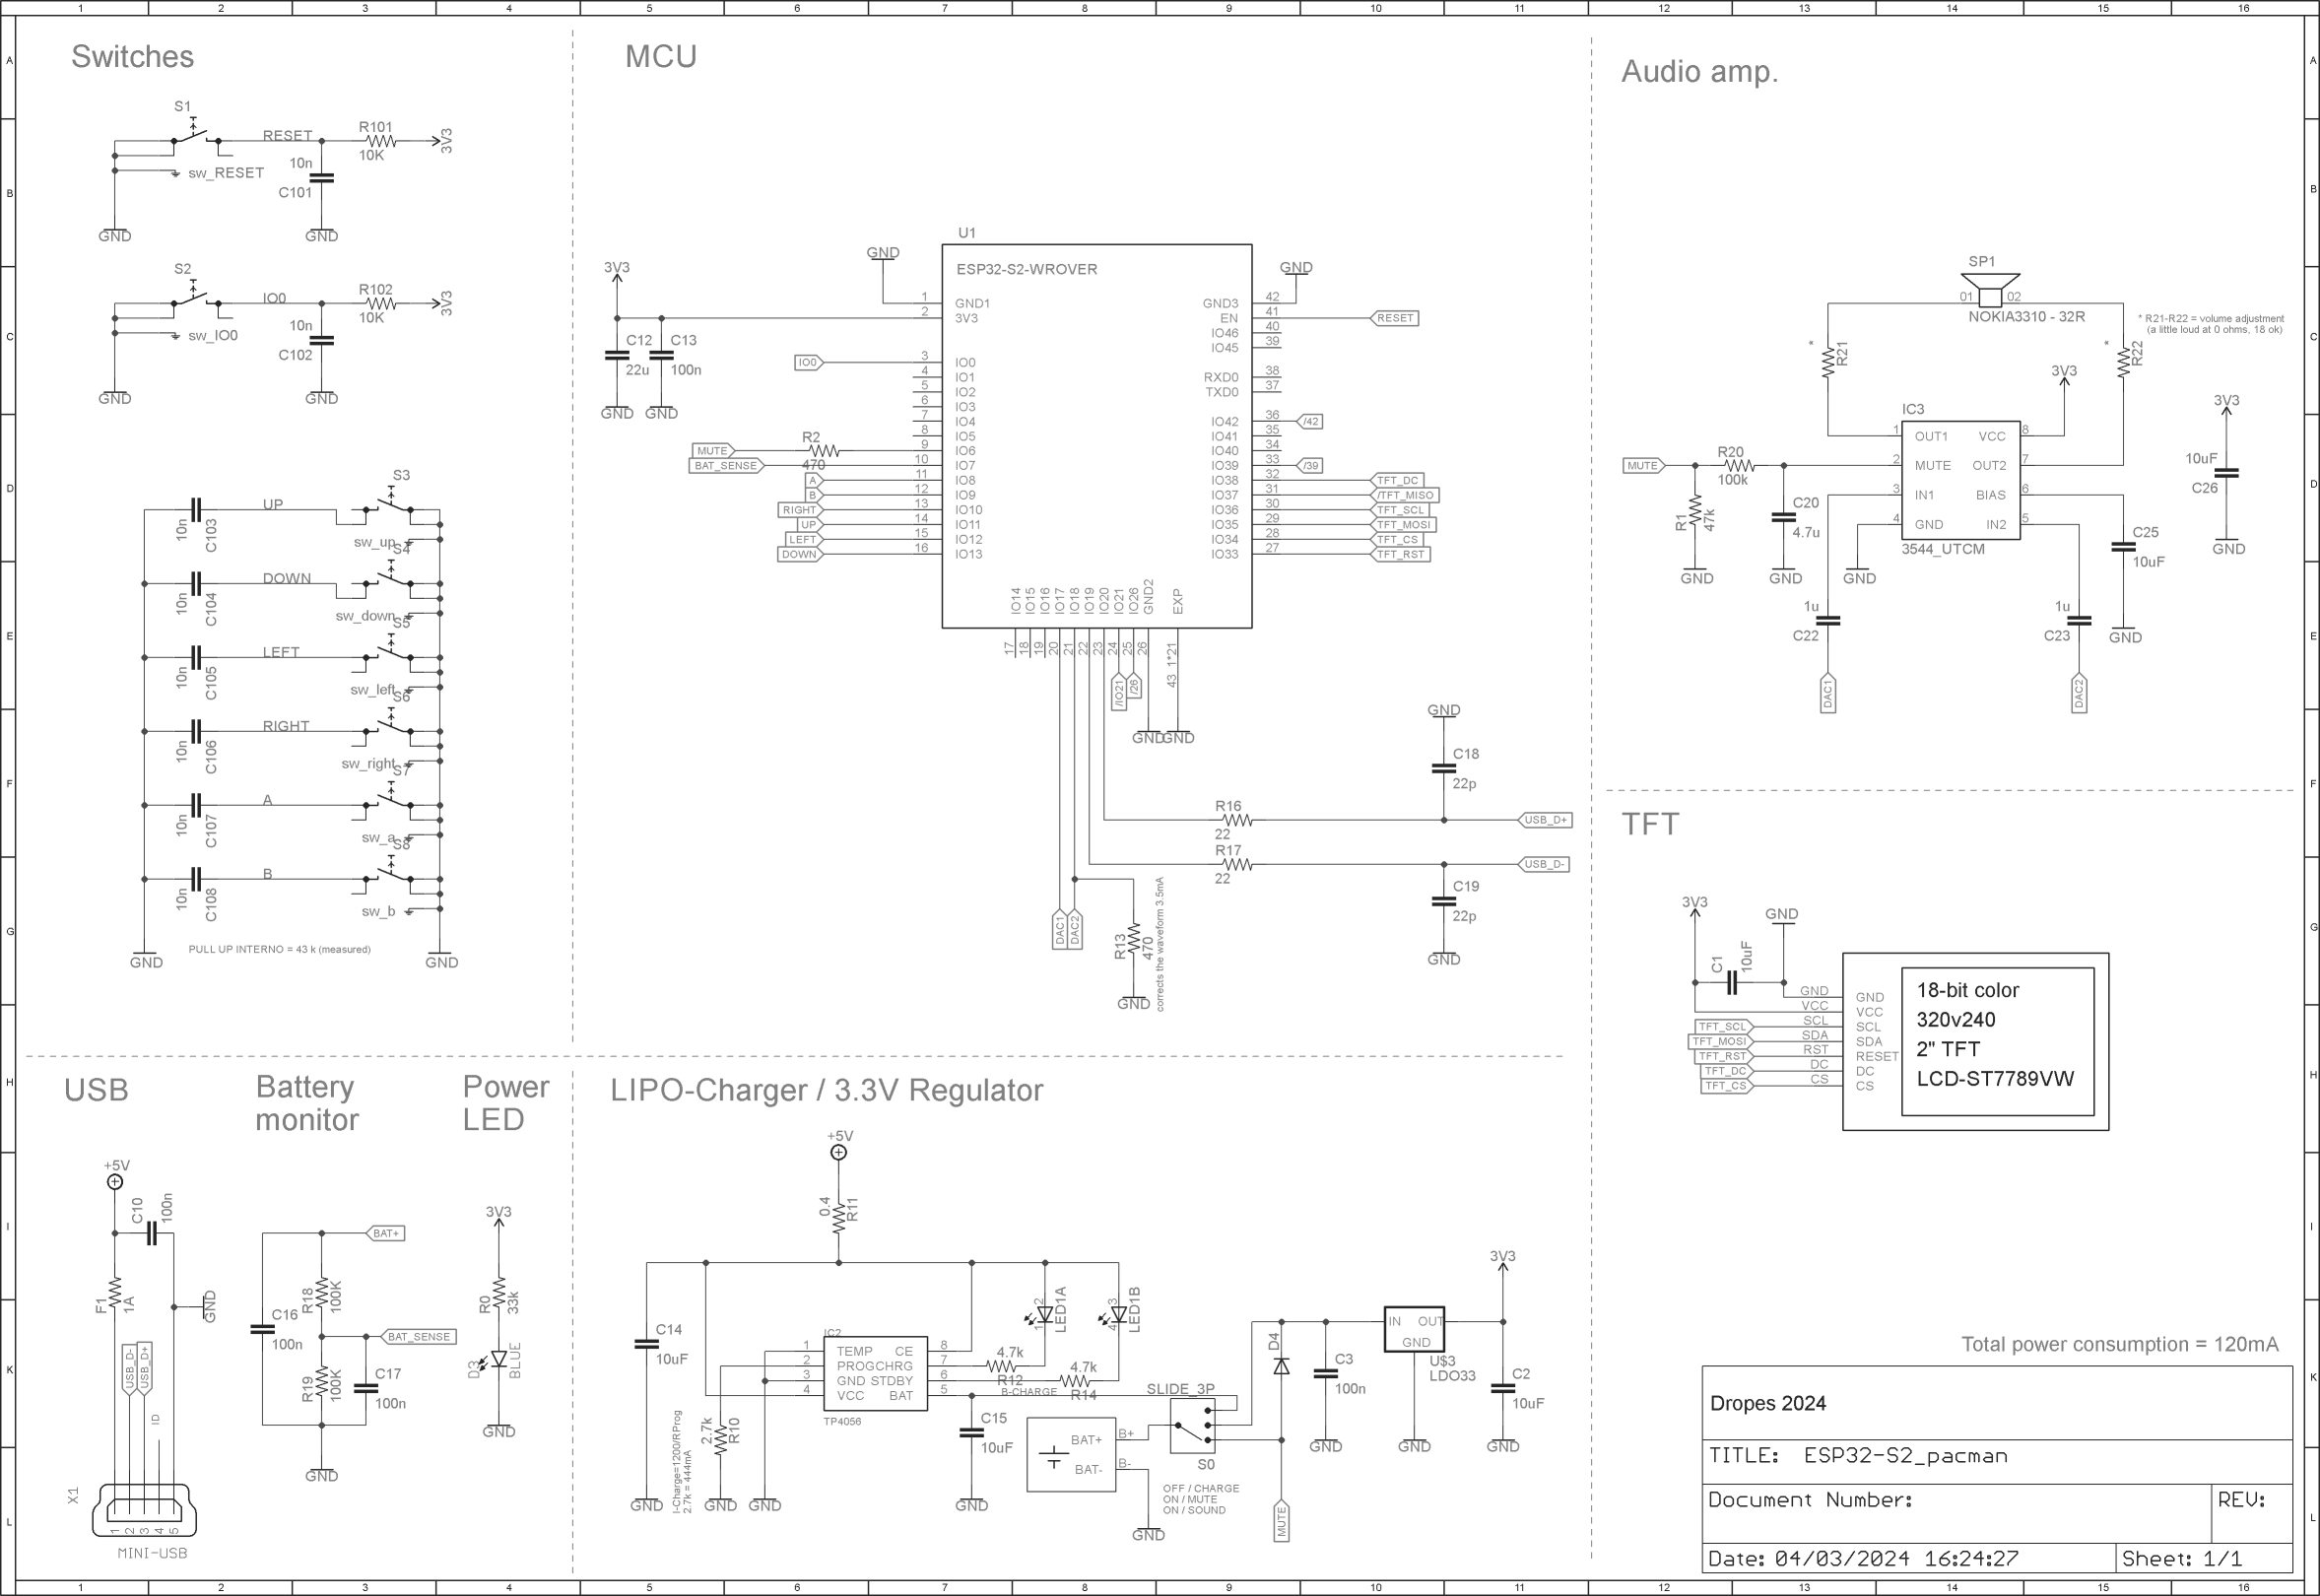 1 2 3 4 5 6 7 8 9 10 11 12 13 14 15 16
A B C D E F G H I K L
A B C D E F G H I K L
Switches
S1
RESET
R101
10K
3V3
10n
C101
sw_RESET
GND
GND
S2
IO0
R102
10K
3V3
10n
C102
sw_IO0
GND
GND
S3
UP
10n
C103
sw_up
S4
DOWN
10n
C104
sw_down
S5
LEFT
10n
C105
sw_left
S6
RIGHT
10n
C106
sw_right
S7
A
10n
C107
sw_a
S8
B
10n
C108
sw_b
GND
PULL UP INTERNO = 43 k (measured)
GND
MCU
U1
ESP32-S2-WROVER
GND
GND
3V3
C12
22u
C13
100n
GND
GND
1 GND1
2 3V3
3 IO0
4 IO1
5 IO2
6 IO3
7 IO4
8 IO5
9 IO6
10 IO7
11 IO8
12 IO9
13 IO10
14 IO11
15 IO12
16 IO13
IO0
MUTE
R2
470
BAT_SENSE
A
B
RIGHT
UP
LEFT
DOWN
GND3 42
EN 41
IO46 40
IO45 39
RXD0 38
TXD0 37
IO42 36
IO41 35
IO40 34
IO39 33
IO38 32
IO37 31
IO36 30
IO35 29
IO34 28
IO33 27
RESET
/42
/39
TFT_DC
/TFT_MISO
TFT_SCL
TFT_MOSI
TFT_CS
TFT_RST
IO14 IO15 IO16 IO17 IO18 IO19 IO20 IO21 IO26 GND2 EXP
17 18 19 20 21 22 23 24 25 26 43 1*21
/IO21
/26
GND
GND
GND
C18
22p
R16
22
USB_D+
R17
22
USB_D-
C19
22p
GND
DAC1
DAC2
R13
470
GND
corrects the waveform 3.5mA
Audio amp.
SP1
01 02
NOKIA3310 - 32R
* R21-R22 = volume adjustment
(a little loud at 0 ohms, 18 ok)
*
R21
*
R22
3V3
IC3
1 OUT1 VCC 8
2 MUTE OUT2 7
3 IN1 BIAS 6
4 GND IN2 5
3544_UTCM
MUTE
R20
100k
R1
47k
GND
C20
4.7u
GND
GND
1u
C22
DAC1
1u
C23
DAC2
C25
10uF
GND
3V3
10uF
C26
GND
TFT
3V3
GND
C1
10uF
GND GND
VCC VCC
SCL SCL
SDA SDA
RST RESET
DC DC
CS CS
TFT_SCL
TFT_MOSI
TFT_RST
TFT_DC
TFT_CS
18-bit color
320v240
2" TFT
LCD-ST7789VW
USB
+5V
C10
100n
F1
1A
GND
USB_D-
USB_D+
ID
X1
1 2 3 4 5
MINI-USB
Battery
monitor
BAT+
R18
100K
C16
100n
BAT_SENSE
R19
100K
C17
100n
GND
Power
LED
3V3
R0
33k
D3
BLUE
GND
LIPO-Charger / 3.3V Regulator
+5V
0.4
R11
C14
10uF
GND
I-Charge=1200/RProg
2.7k = 444mA
2.7k
R10
GND
GND
IC2
1 TEMP CE 8
2 PROG CHRG 7
3 GND STDBY 6
4 VCC BAT 5
TP4056
2
LED1A
1
3
LED1B
4
4.7k
R12
4.7k
R14
B-CHARGE
C15
10uF
GND
BAT+ B+
BAT- B-
GND
SLIDE_3P
S0
OFF / CHARGE
ON / MUTE
ON / SOUND
D4
MUTE
C3
100n
GND
IN OUT
GND
U$3
LDO33
GND
3V3
C2
10uF
GND
Total power consumption = 120mA
Dropes 2024
TITLE: ESP32-S2_pacman
Document Number:
REV:
Date: 04/03/2024 16:24:27
Sheet: 1/1
1 2 3 4 5 6 7 8 9 10 11 12 13 14 15 16